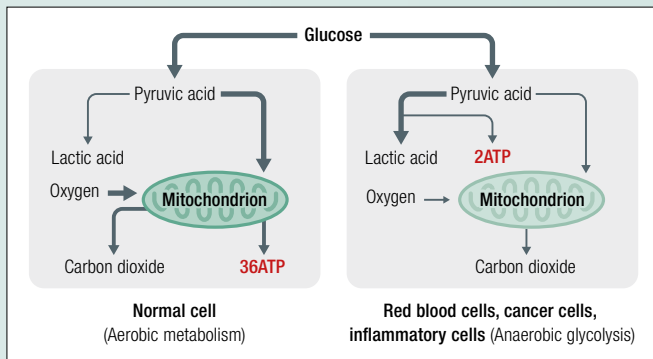 Glucose
Pyruvic acid
Lactic acid
Oxygen
Mitochondrion
Carbon dioxide
36ATP
Normal cell
(Aerobic metabolism)
Pyruvic acid
Lactic acid
2ATP
Oxygen
Mitochondrion
Carbon dioxide
Red blood cells, cancer cells,
inflammatory cells (Anaerobic glycolysis)